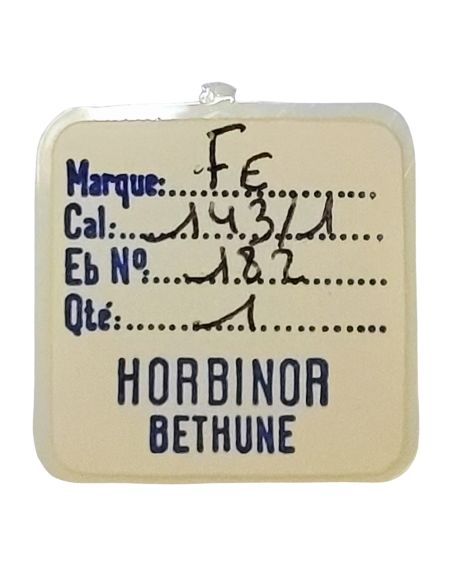 Marque: FE
Cal: 143/1
Eb Nº: 182
Qté: 1
HORBINOR
BETHUNE